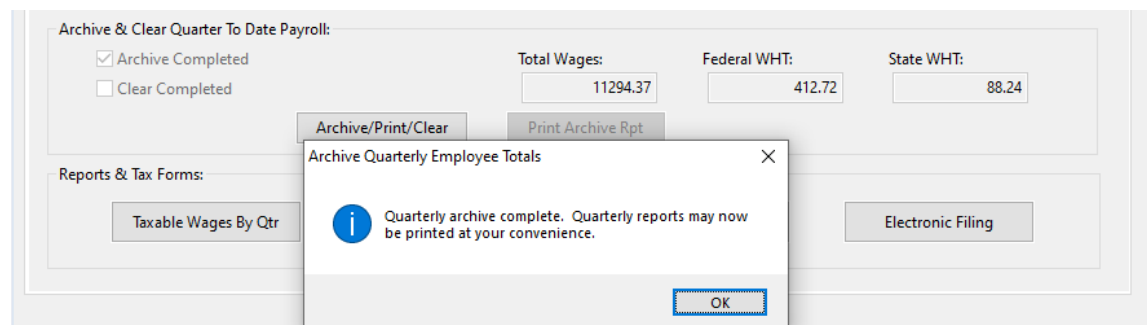 Archive & Clear Quarter To Date Payroll:
Archive Completed
Total Wages:
Federal WHT:
State WHT:
Clear Completed
11294.37
412.72
88.24
Archive/Print/Clear
Print Archive Rpt
Archive Quarterly Employee Totals
Reports & Tax Forms:
Taxable Wages By Qtr
Quarterly archive complete. Quarterly reports may now
be printed at your convenience.
Electronic Filing
OK